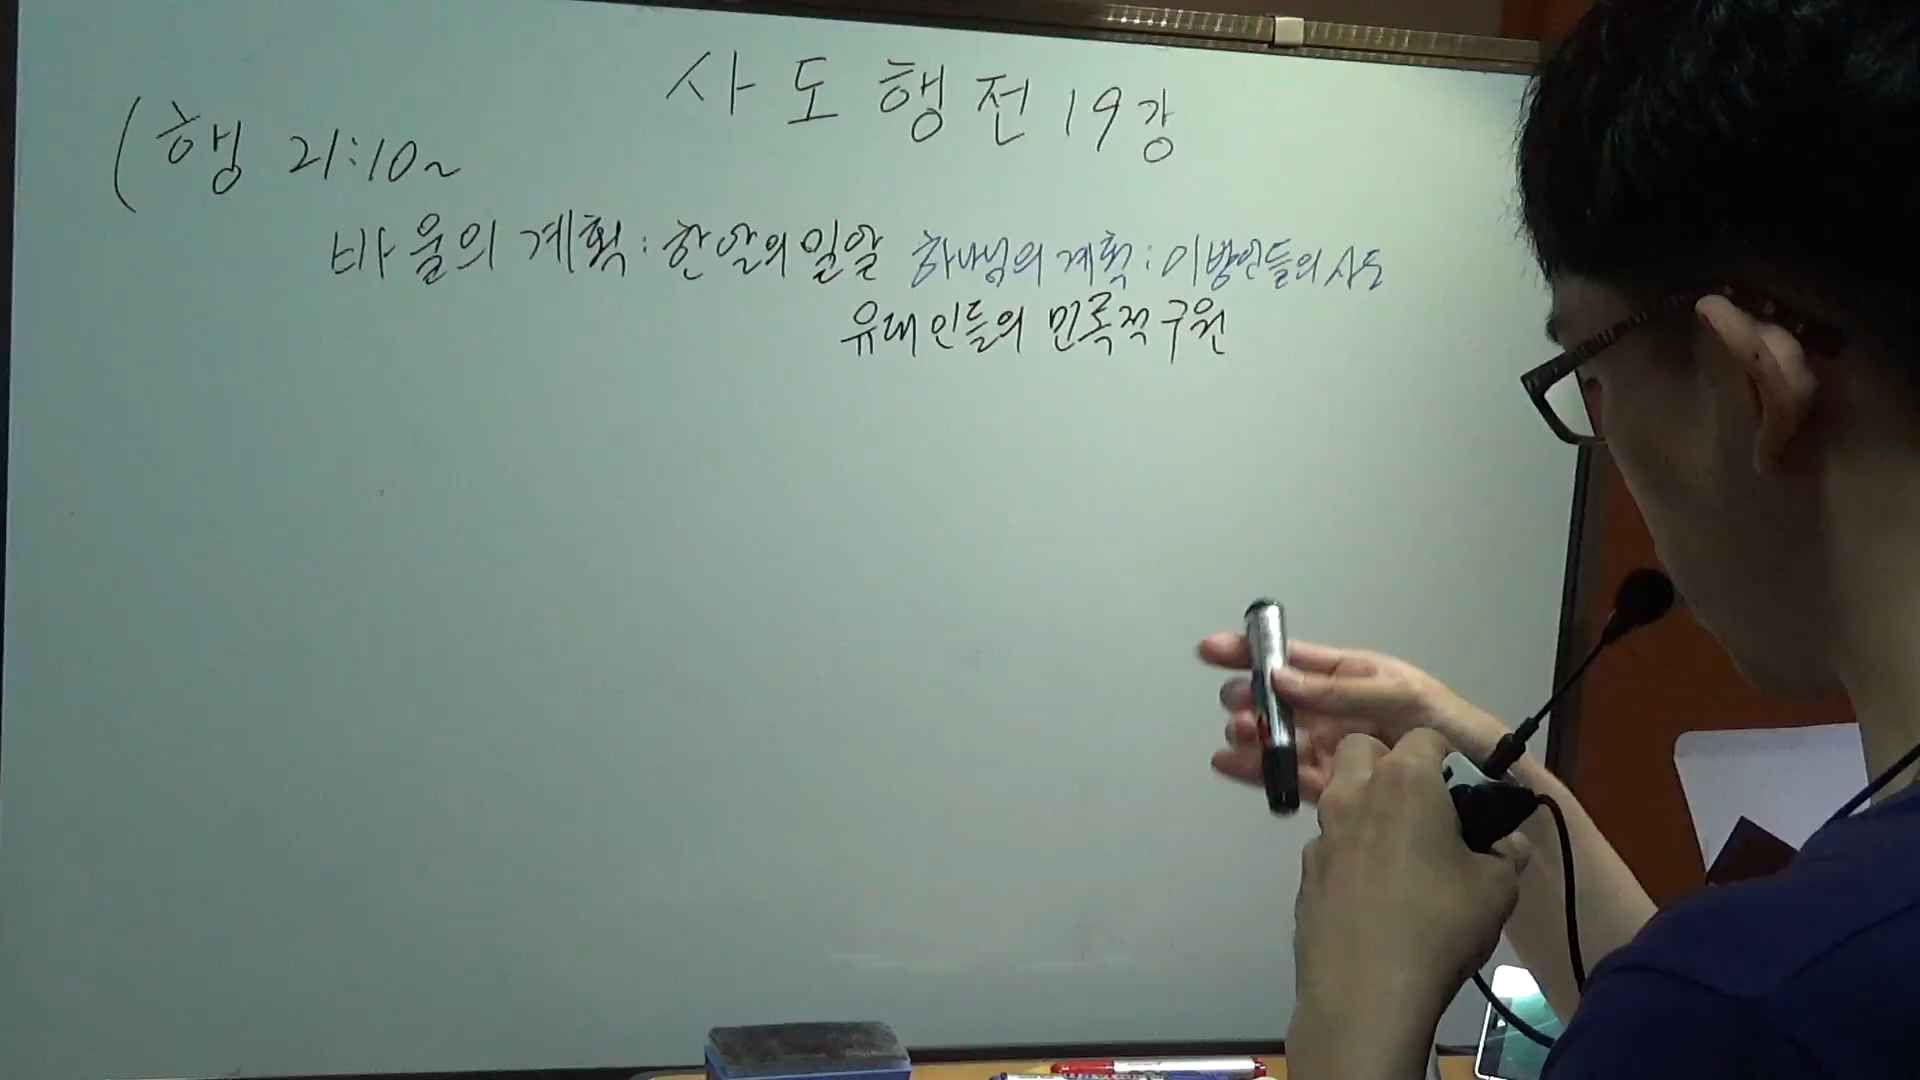 사도행전 19강
(행 21:10~
바울의 계획 : 한알의 밀알 하나님의 계획 : 이방인들의 사도
유대인들의 민족적 구원